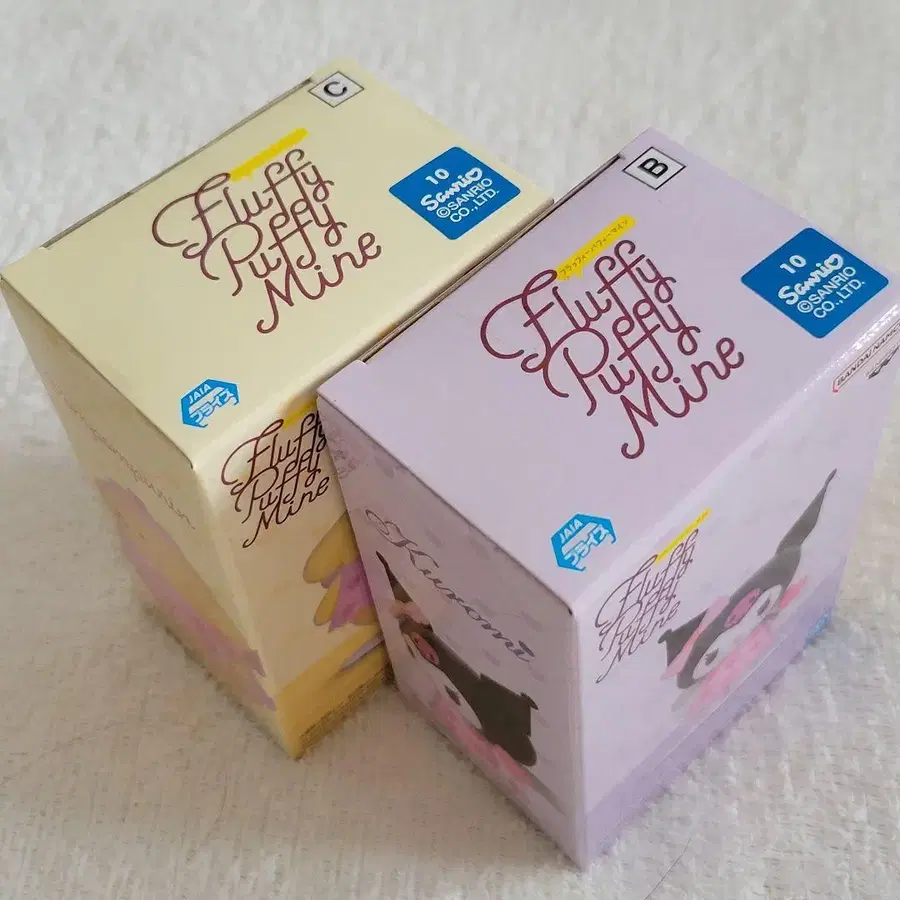 C
Fluffy
Puffy
Mine
10
Sanrio
©SANRIO
CO., LTD.
JAIA
プライズ
Fluffy
Puffy
Mine
B
フラッフィーパフィーマイン
Fluffy
Puffy
Mine
10
Sanrio
©SANRIO
CO., LTD.
BANDAI NAMCO
JAIA
プライズ
Kuromi
Fluffy
Puffy
Mine